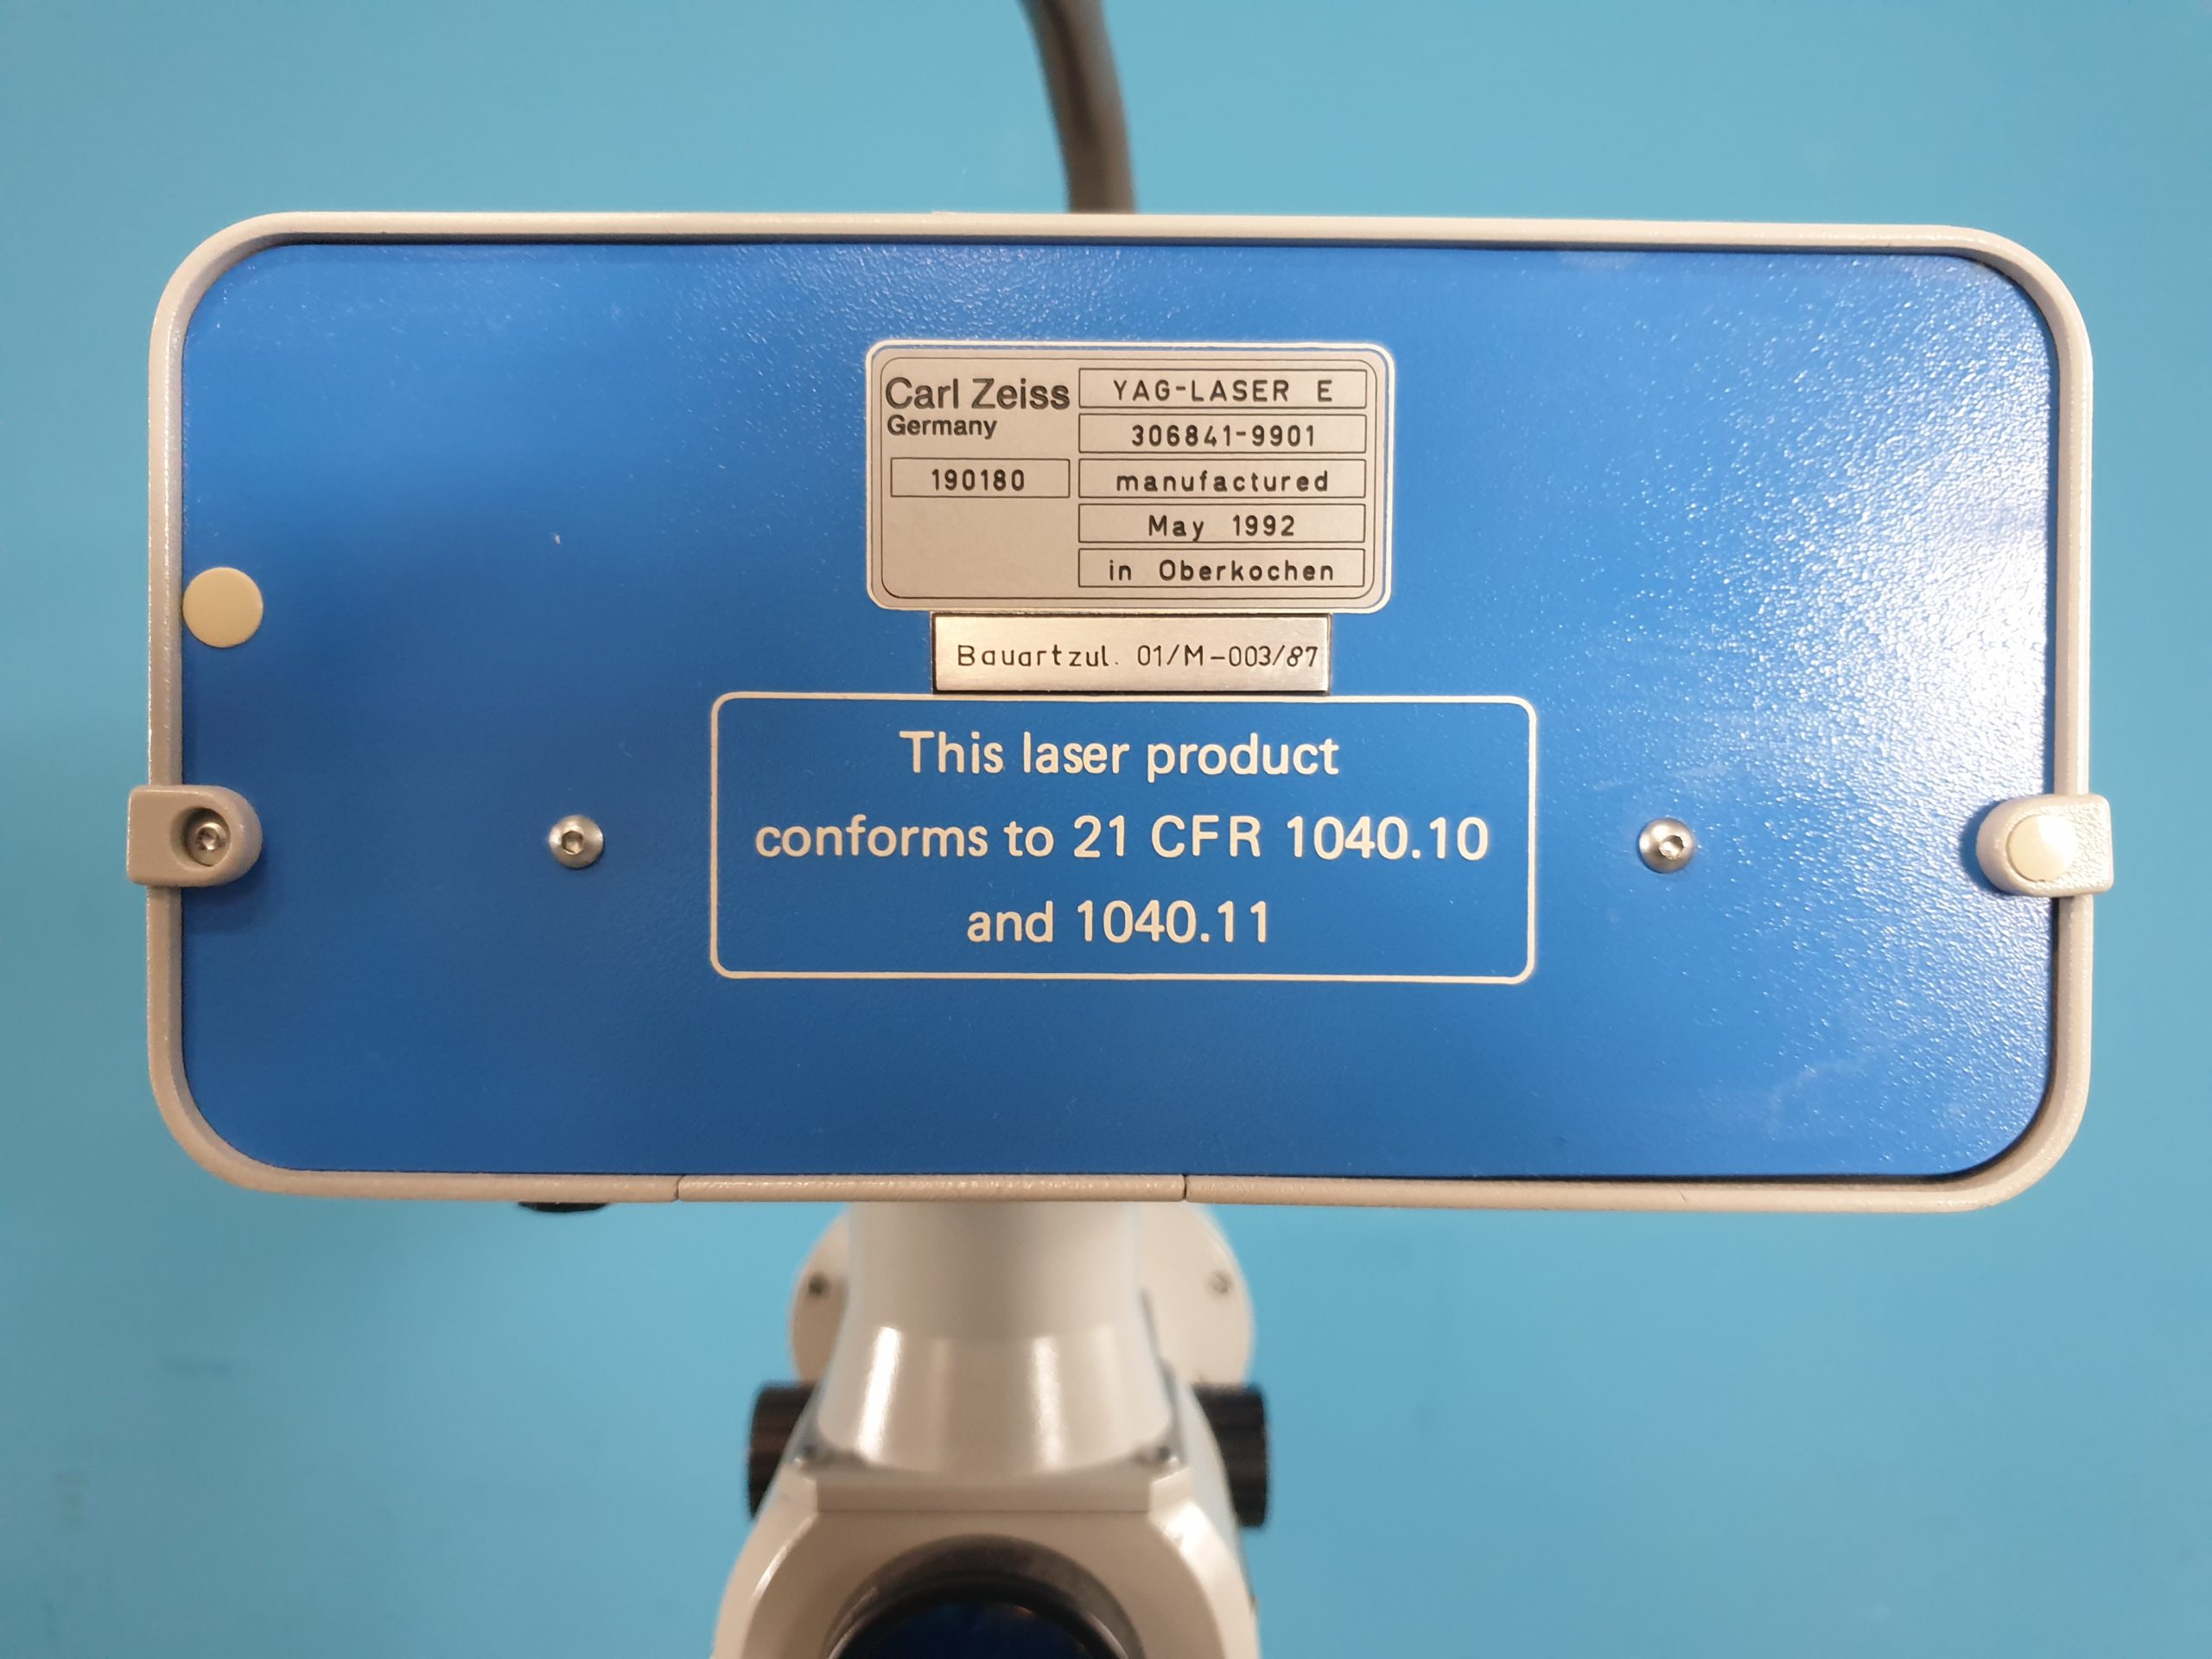 Carl Zeiss
Germany
190180
YAG-LASER E
306841-9901
manufactured
May 1992
in Oberkochen
Bauartzul. 01/M-003/87
This laser product
conforms to 21 CFR 1040.10
and 1040.11